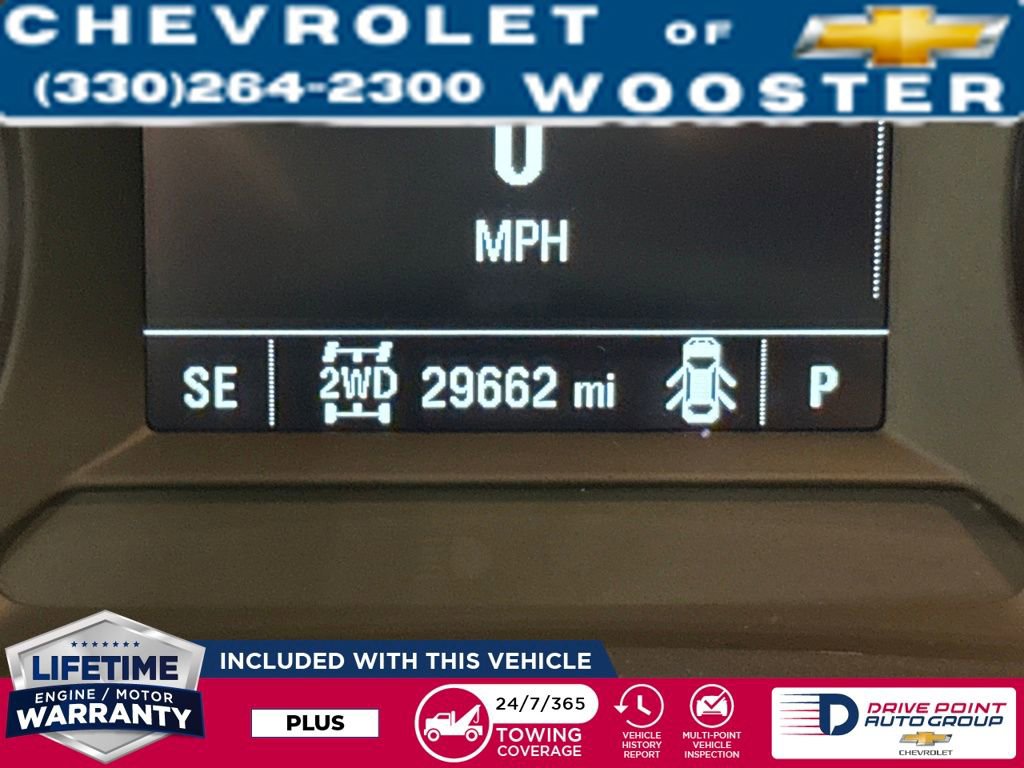 CHEVROLET OF
(330)264-2300 WOOSTER
0
MPH
SE 2WD 29662 mi P
LIFETIME
ENGINE / MOTOR
WARRANTY
INCLUDED WITH THIS VEHICLE
PLUS
24/7/365
TOWING
COVERAGE
VEHICLE
HISTORY
REPORT
MULTI-POINT
VEHICLE
INSPECTION
D
DRIVE POINT
AUTO GROUP
CHEVROLET